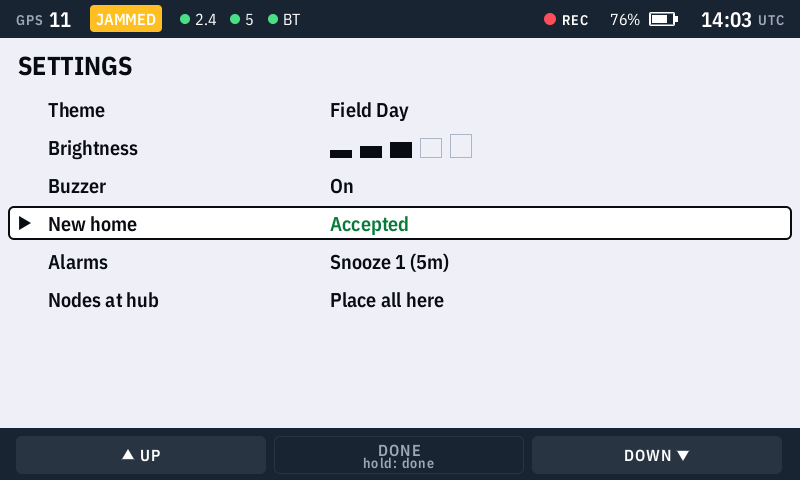 GPS 11 JAMMED 2.4 5 BT REC 76% 14:03 UTC
SETTINGS
Theme Field Day
Brightness
Buzzer On
New home Accepted
Alarms Snooze 1 (5m)
Nodes at hub Place all here
UP DONE DOWN
hold: done